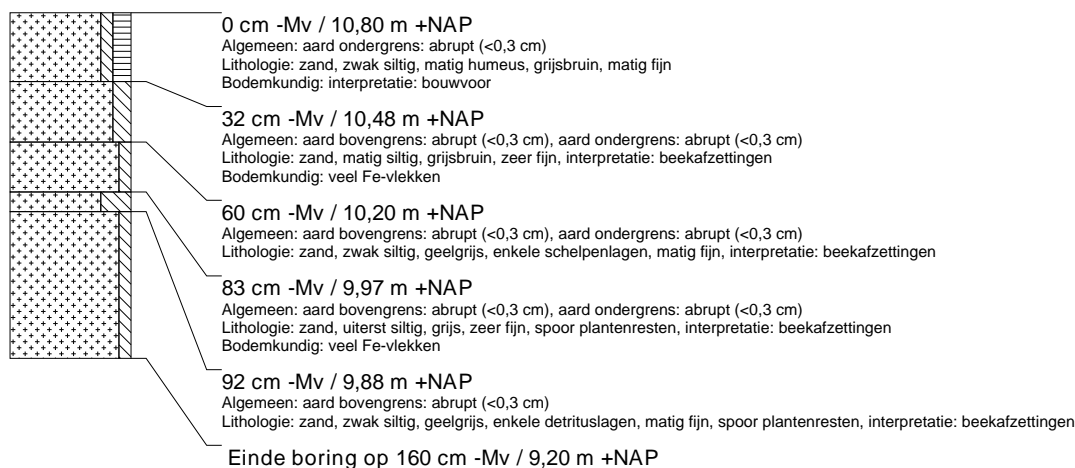 0 cm -Mv / 10,80 m +NAP
Algemeen: aard ondergrens: abrupt (<0,3 cm)
Lithologie: zand, zwak siltig, matig humeus, grijsbruin, matig fijn
Bodemkundig: interpretatie: bouwvoor
32 cm -Mv / 10,48 m +NAP
Algemeen: aard bovengrens: abrupt (<0,3 cm), aard ondergrens: abrupt (<0,3 cm)
Lithologie: zand, matig siltig, grijsbruin, zeer fijn, interpretatie: beekafzettingen
Bodemkundig: veel Fe-vlekken
60 cm -Mv / 10,20 m +NAP
Algemeen: aard bovengrens: abrupt (<0,3 cm), aard ondergrens: abrupt (<0,3 cm)
Lithologie: zand, zwak siltig, geelgrijs, enkele schelpenlagen, matig fijn, interpretatie: beekafzettingen
83 cm -Mv / 9,97 m +NAP
Algemeen: aard bovengrens: abrupt (<0,3 cm), aard ondergrens: abrupt (<0,3 cm)
Lithologie: zand, uiterst siltig, grijs, zeer fijn, spoor plantenresten, interpretatie: beekafzettingen
Bodemkundig: veel Fe-vlekken
92 cm -Mv / 9,88 m +NAP
Algemeen: aard bovengrens: abrupt (<0,3 cm)
Lithologie: zand, zwak siltig, geelgrijs, enkele detrituslagen, matig fijn, spoor plantenresten, interpretatie: beekafzettingen
Einde boring op 160 cm -Mv / 9,20 m +NAP